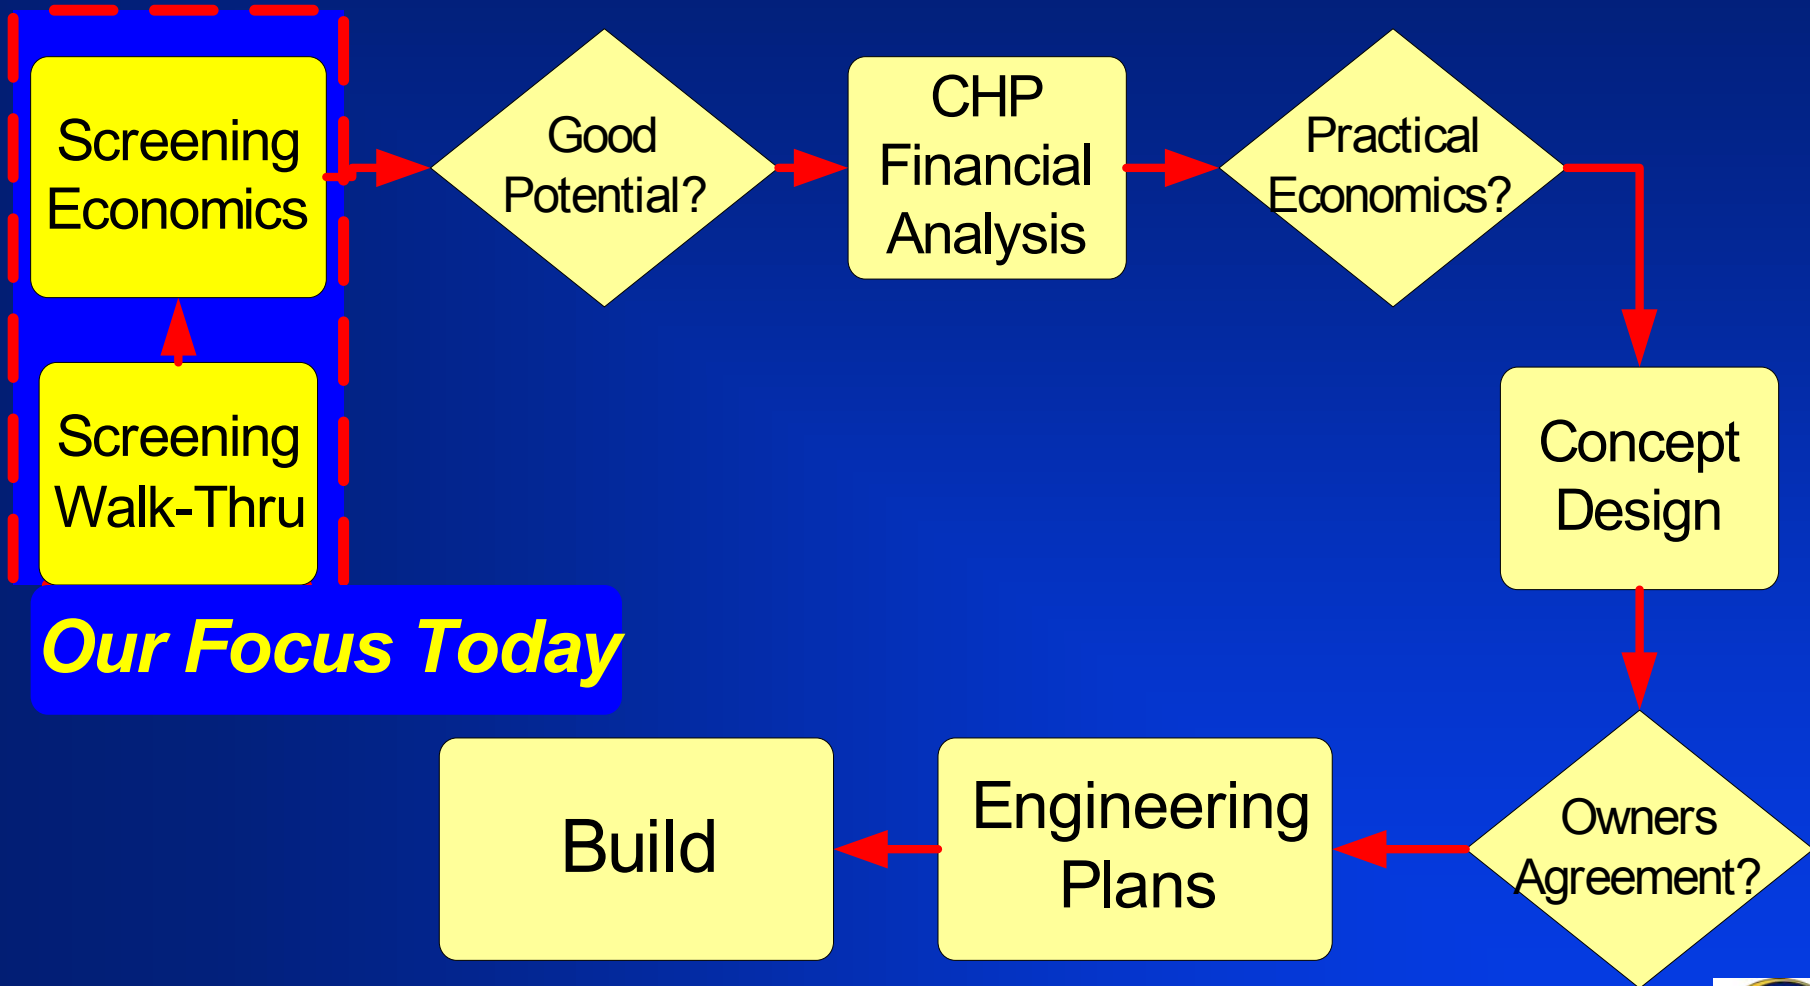 Screening
Economics
Good
Potential?
CHP
Financial
Analysis
Practical
Economics?
Screening
Walk-Thru
Concept
Design
Our Focus Today
Build
Engineering
Plans
Owners
Agreement?